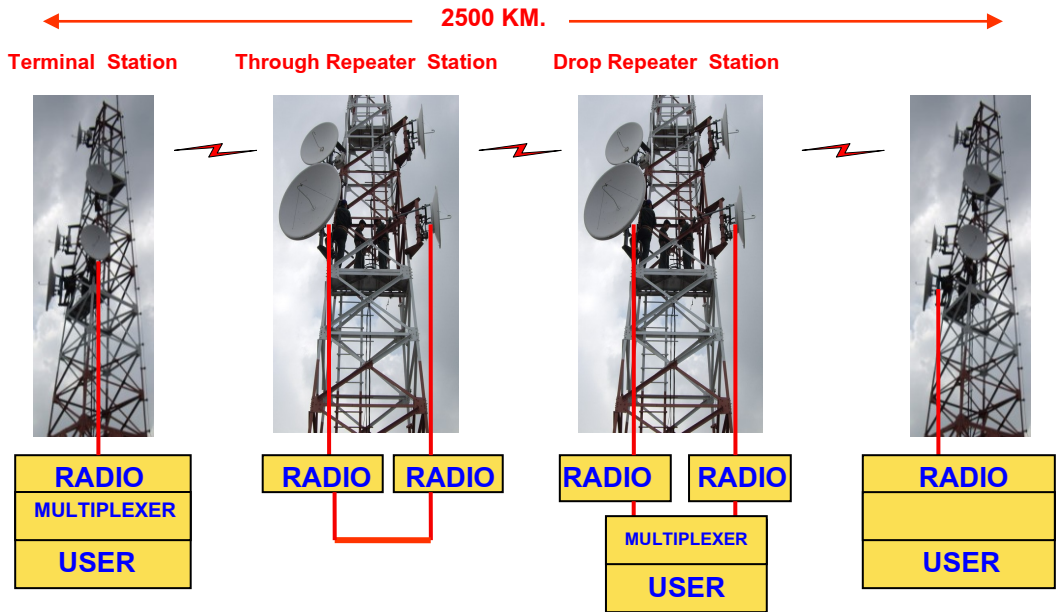 2500 KM.
Terminal Station
Through Repeater Station
Drop Repeater Station
RADIO
MULTIPLEXER
USER
RADIO
RADIO
RADIO
RADIO
MULTIPLEXER
USER
RADIO
USER